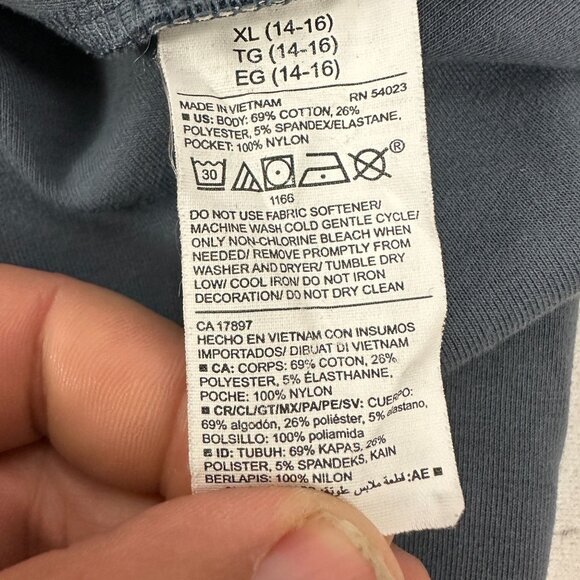 XL (14-16)
TG (14-16)
EG (14-16)
MADE IN VIETNAM RN 54023
■ US: BODY: 69% COTTON, 26%
POLYESTER, 5% SPANDEX/ELASTANE,
POCKET: 100% NYLON
30 ®
1166
DO NOT USE FABRIC SOFTENER/
MACHINE WASH COLD GENTLE CYCLE/
ONLY NON-CHLORINE BLEACH WHEN
NEEDED/ REMOVE PROMPTLY FROM
WASHER AND DRYER/ TUMBLE DRY
LOW/ COOL IRON/ DO NOT IRON
DECORATION/ DO NOT DRY CLEAN
CA 17897
HECHO EN VIETNAM CON INSUMOS
IMPORTADOS/ DIBUAT DI VIETNAM
■ CA: CORPS: 69% COTON, 26%
POLYESTER, 5% ÉLASTHANNE,
POCHE: 100% NYLON
■ CR/CL/GT/MX/PA/PE/SV: CUERPO:
69% algodón, 26% poliéster, 5% elastano,
BOLSILLO: 100% poliamida
■ ID: TUBUH: 69% KAPAS, 26%
POLISTER, 5% SPANDEKS, KAIN
BERLAPIS: 100% NILON
■ AE: قطعة ملابس